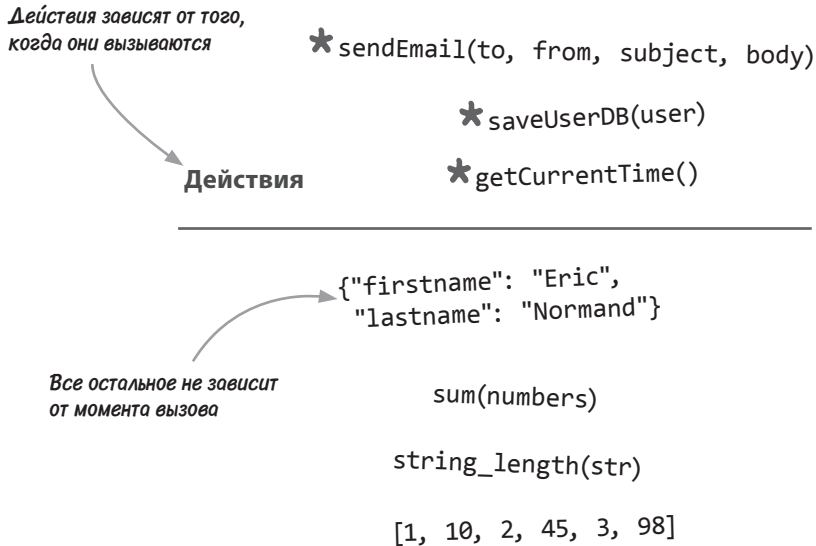 Действия зависят от того,
когда они вызываются
sendEmail(to, from, subject, body)
saveUserDB(user)
Действия
getCurrentTime()
{"firstname": "Eric",
"lastname": "Normand"}
Все остальное не зависит
от момента вызова
sum(numbers)
string_length(str)
[1, 10, 2, 45, 3, 98]